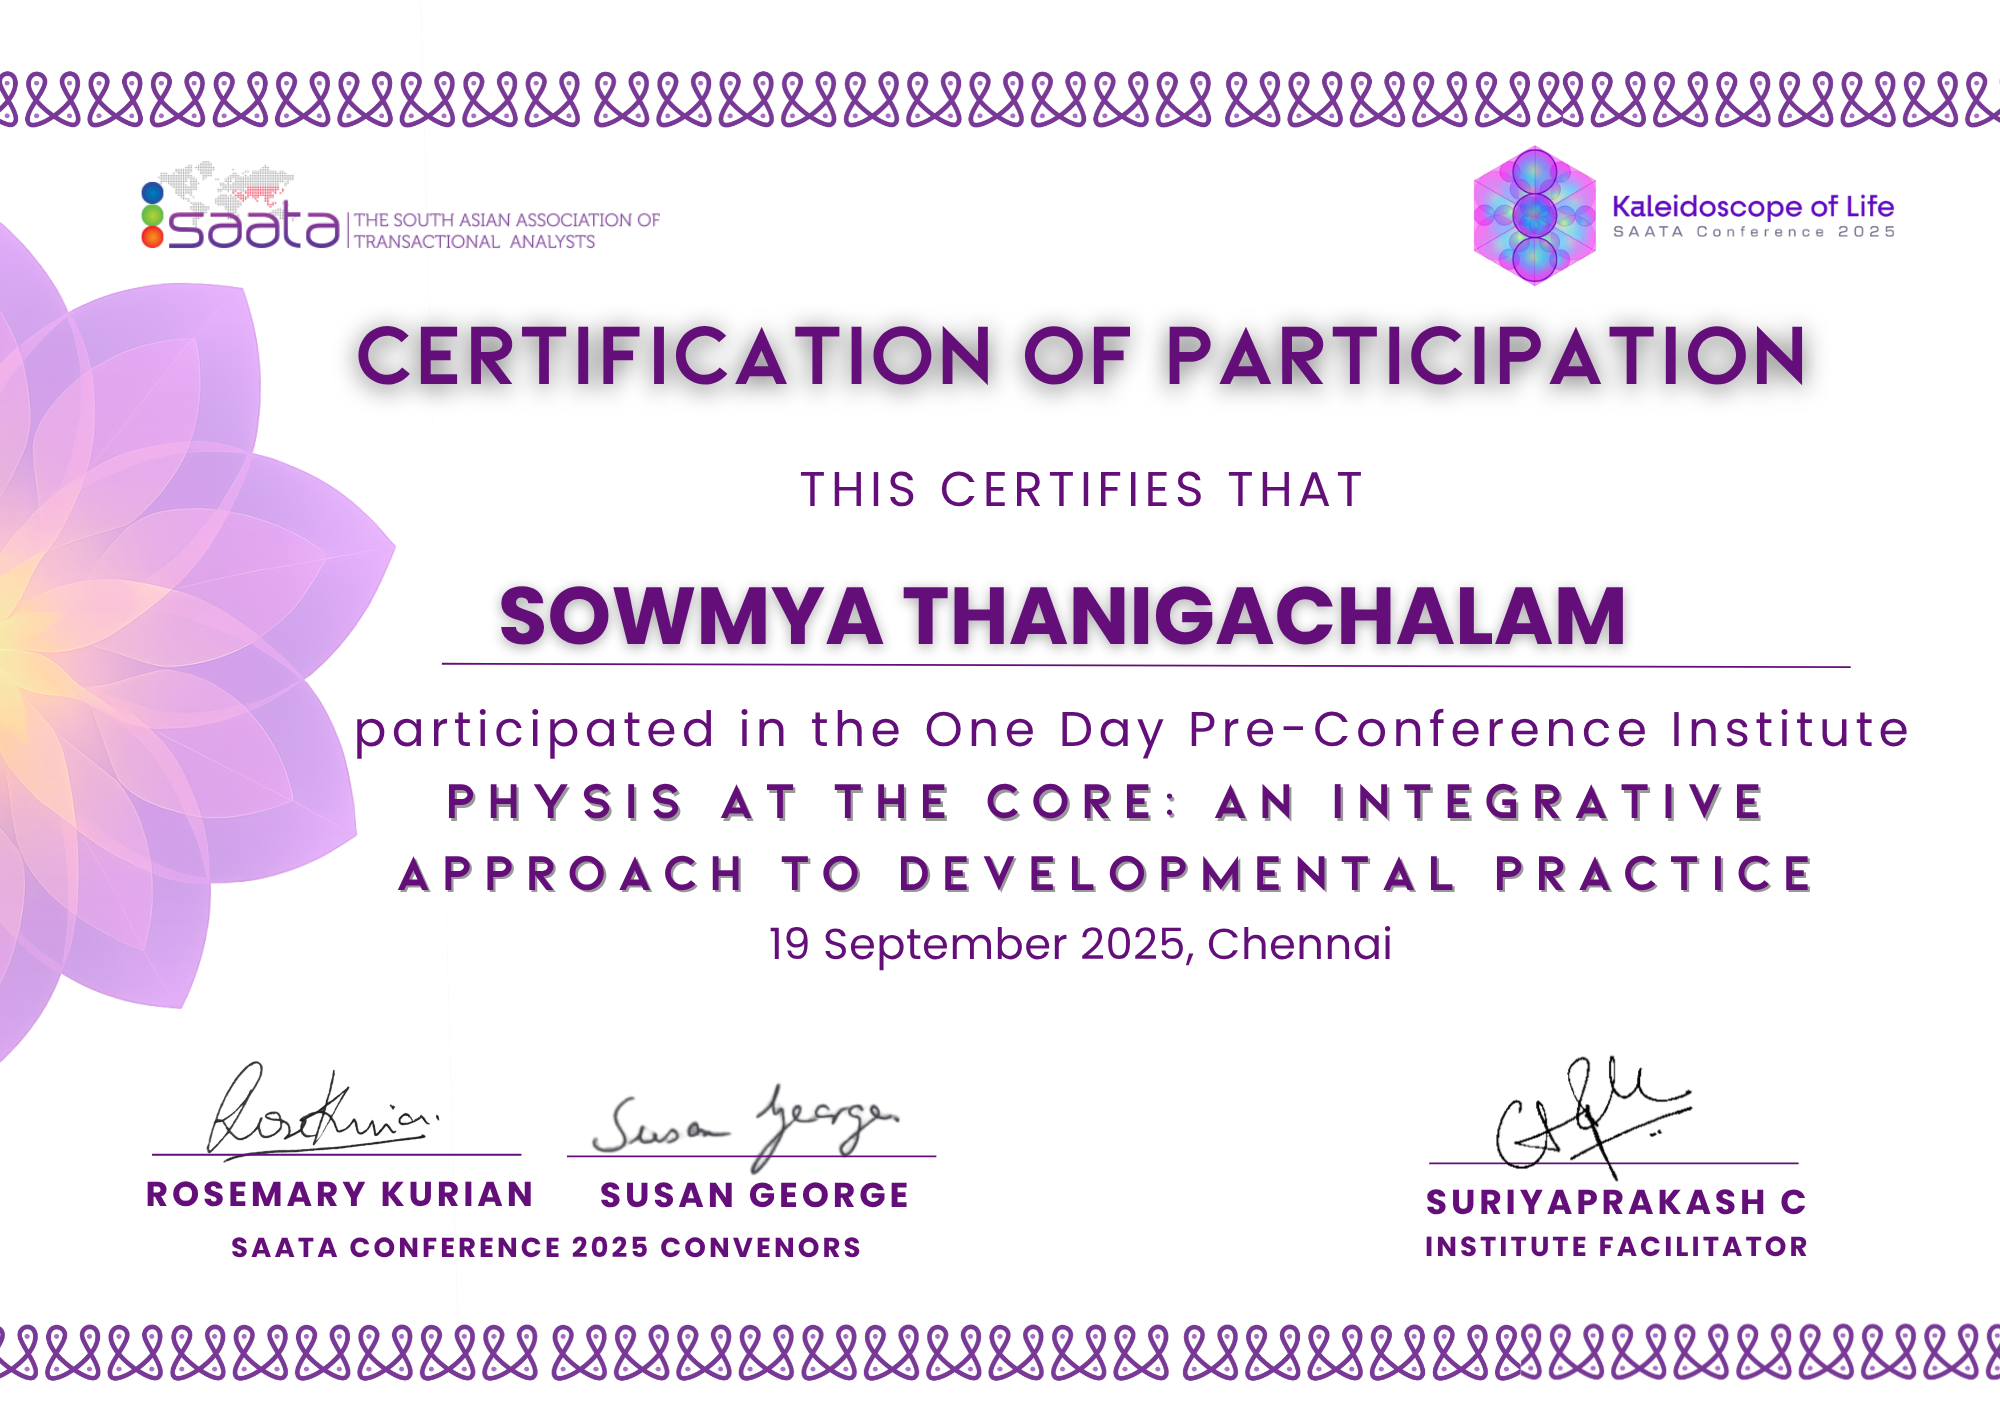 saata
THE SOUTH ASIAN ASSOCIATION OF
TRANSACTIONAL ANALYSTS
Kaleidoscope of Life
SAATA Conference 2025
CERTIFICATION OF PARTICIPATION
THIS CERTIFIES THAT
SOWMYA THANIGACHALAM
participated in the One Day Pre-Conference Institute
PHYSIS AT THE CORE: AN INTEGRATIVE
APPROACH TO DEVELOPMENTAL PRACTICE
19 September 2025, Chennai
Susan George
ROSEMARY KURIAN
SUSAN GEORGE
SAATA CONFERENCE 2025 CONVENORS
SURIYAPRAKASH C
INSTITUTE FACILITATOR